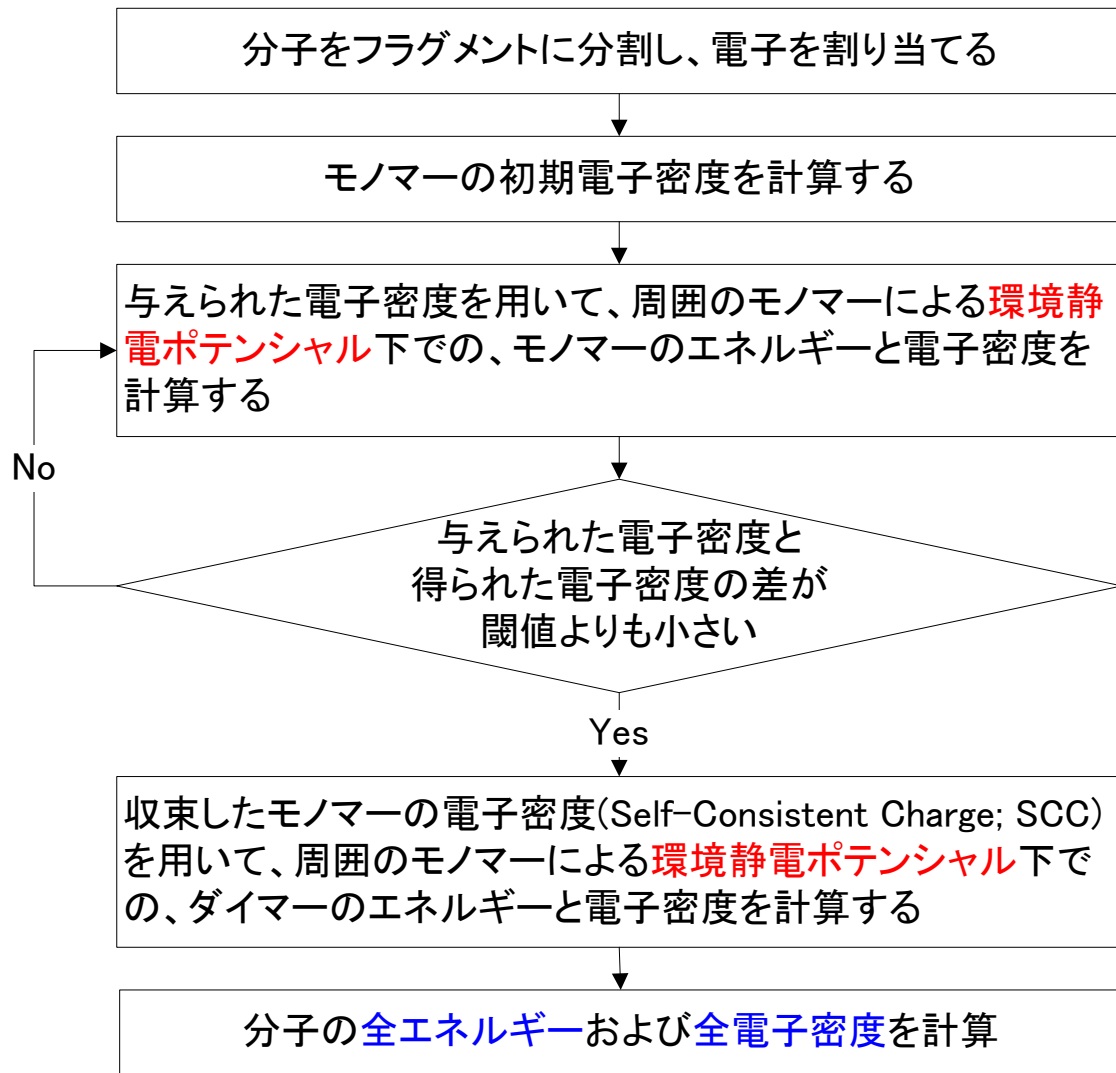 分子をフラグメントに分割し、電子を割り当てる
モノマーの初期電子密度を計算する
与えられた電子密度を用いて、周囲のモノマーによる環境静
電ポテンシャル下での、モノマーのエネルギーと電子密度を
計算する
No
与えられた電子密度と
得られた電子密度の差が
閾値よりも小さい
Yes
収束したモノマーの電子密度(Self-Consistent Charge; SCC)
を用いて、周囲のモノマーによる環境静電ポテンシャル下で
の、ダイマーのエネルギーと電子密度を計算する
分子の全エネルギーおよび全電子密度を計算